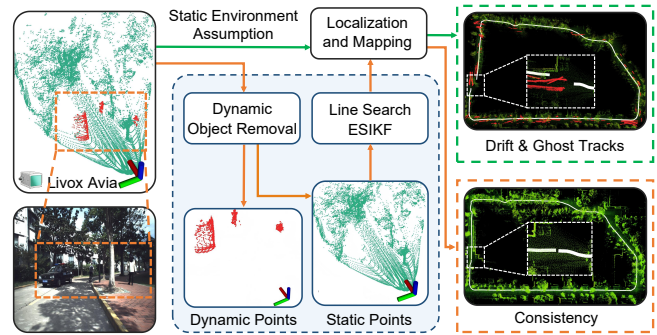 Static Environment
Assumption
Localization
and Mapping
Livox Avia
Dynamic
Object Removal
Line Search
ESIKF
Drift & Ghost Tracks
Dynamic Points
Static Points
Consistency